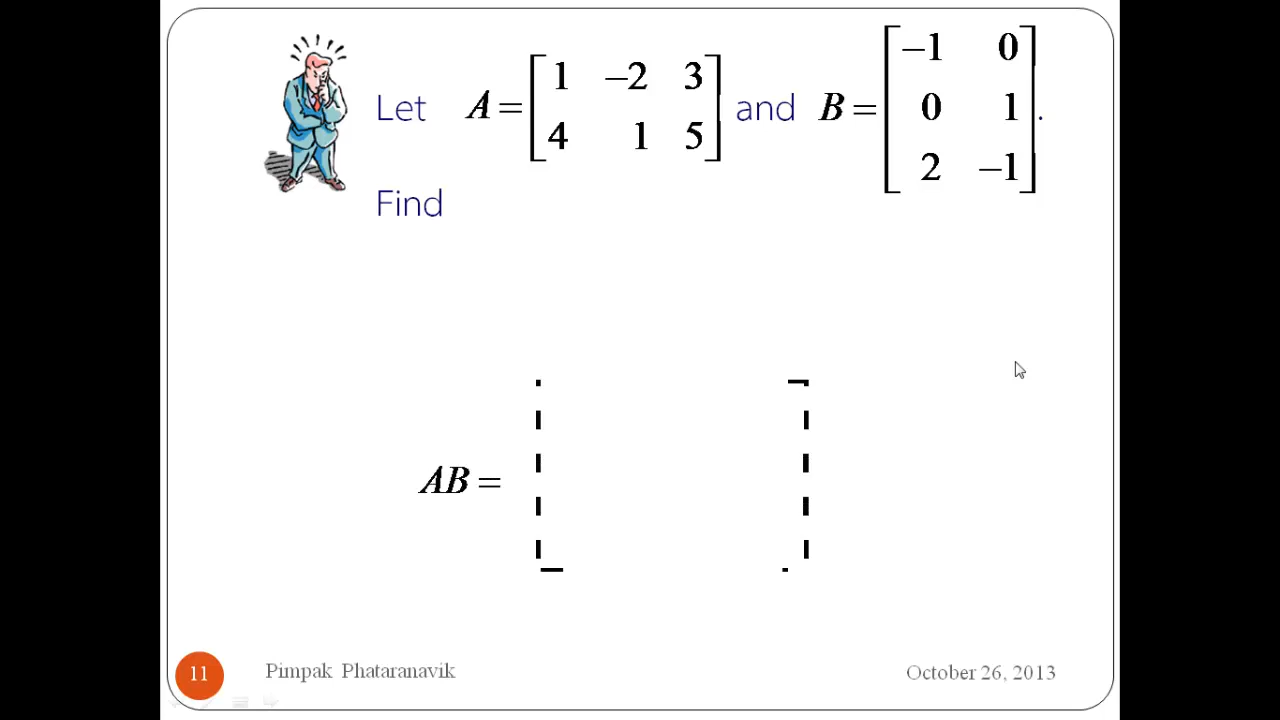 Let A = [ 1 −2 3 ; 4 1 5 ] and B = [ −1 0 ; 0 1 ; 2 −1 ] .
Find
AB =
11 Pimpak Phataranavik October 26, 2013